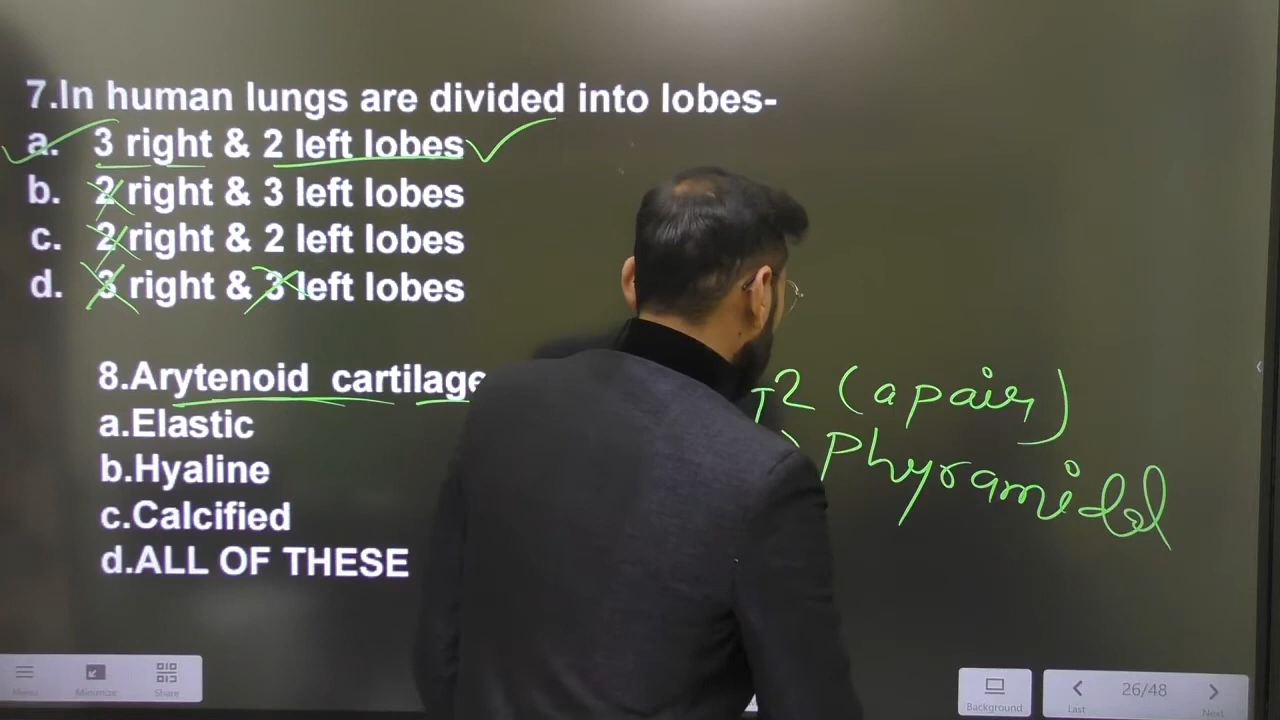 7.In human lungs are divided into lobes-
a. 3 right & 2 left lobes
b. 2 right & 3 left lobes
c. 2 right & 2 left lobes
d. 3 right & 3 left lobes
8.Arytenoid cartilage
2 (a pair)
Phyramidal
a.Elastic
b.Hyaline
c.Calcified
d.ALL OF THESE
Menu Minimize Share
Background
Last 26/48 Next